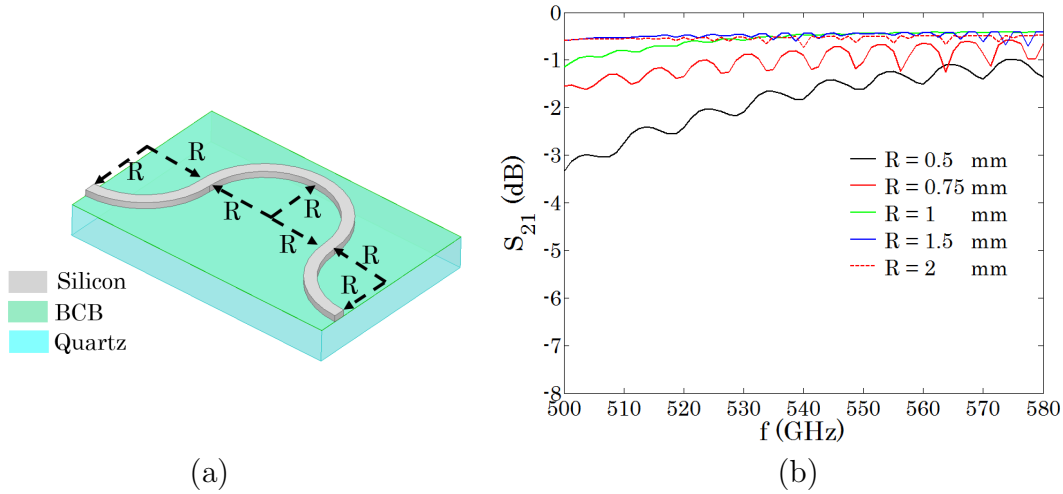 R
R
R
R
R
R
R
Silicon
BCB
Quartz
(a)
0
-1
-2
-3
-4
-5
-6
-7
-8
S21 (dB)
500 510 520 530 540 550 560 570 580
f (GHz)
R = 0.5 mm
R = 0.75 mm
R = 1 mm
R = 1.5 mm
R = 2 mm
(b)